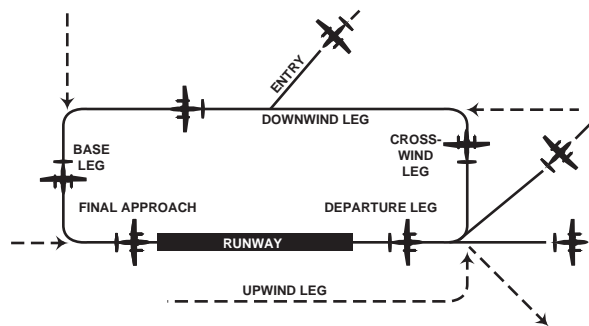 ENTRY
DOWNWIND LEG
BASE
LEG
CROSS-
WIND
LEG
FINAL APPROACH
DEPARTURE LEG
RUNWAY
UPWIND LEG